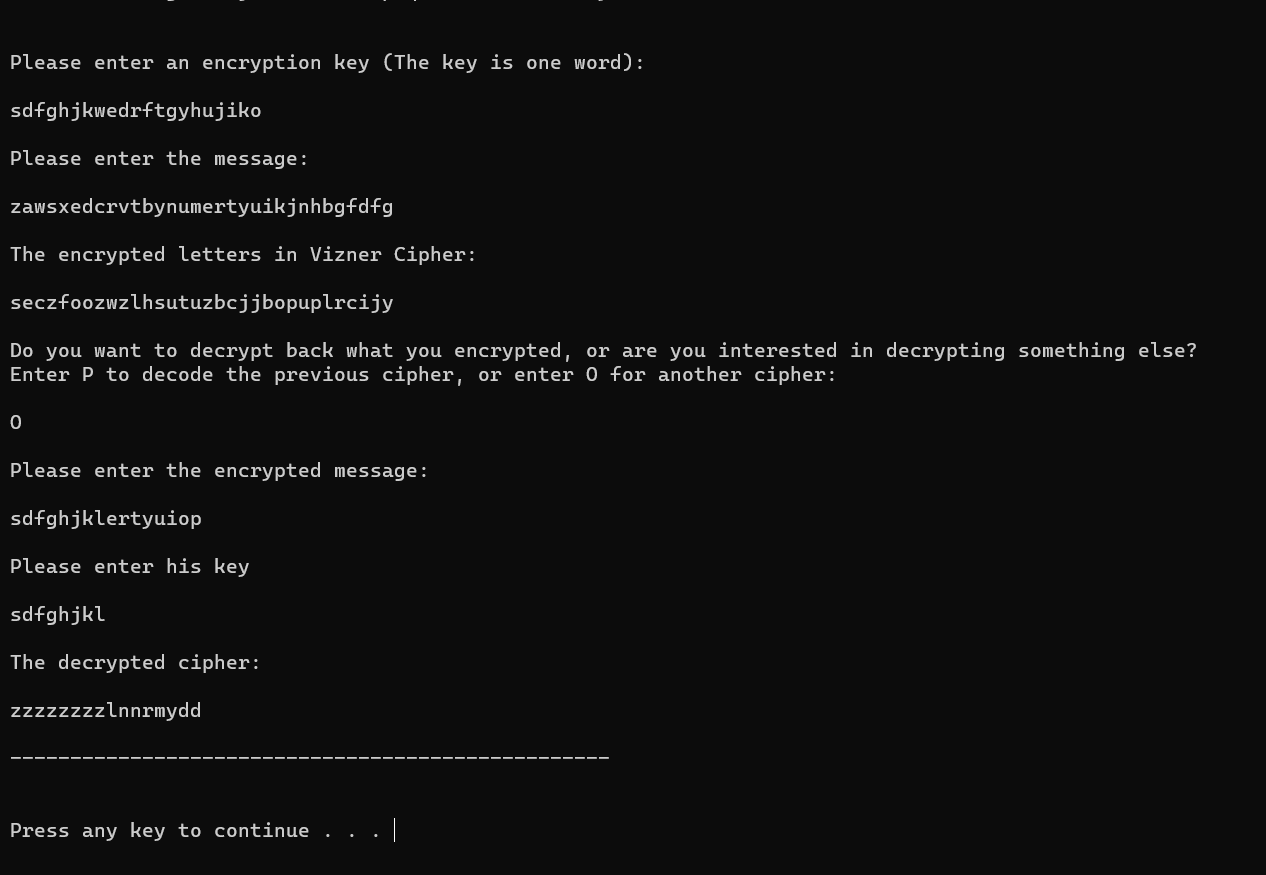 Please enter an encryption key (The key is one word):
sdfghjkwedrftgyhujiko
Please enter the message:
zawsxedcrvtbynumertyuikjnhbgfdfg
The encrypted letters in Vizner Cipher:
seczfoozwzlhsutuzbcjjbopuplrcijy
Do you want to decrypt back what you encrypted, or are you interested in decrypting something else?
Enter P to decode the previous cipher, or enter O for another cipher:
O
Please enter the encrypted message:
sdfghjklertyuiop
Please enter his key
sdfghjkl
The decrypted cipher:
zzzzzzzzlnnrmydd
--------------------------------------------------
Press any key to continue . . .